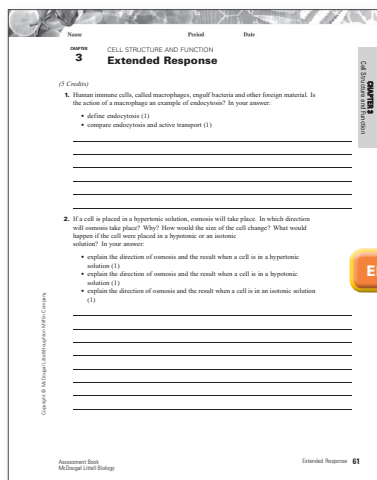 Name Period Date
CHAPTER
3
CELL STRUCTURE AND FUNCTION
Extended Response
CHAPTER 3
Cell Structure and Function
(5 Credits)
1. Human immune cells, called macrophages, engulf bacteria and other foreign material. Is
the action of a macrophage an example of endocytosis? In your answer:
• define endocytosis (1)
• compare endocytosis and active transport (1)
2. If a cell is placed in a hypertonic solution, osmosis will take place. In which direction
will osmosis take place? Why? How would the size of the cell change? What would
happen if the cell were placed in a hypotonic or an isotonic
solution? In your answer:
• explain the direction of osmosis and the result when a cell is in a hypertonic
solution (1)
• explain the direction of osmosis and the result when a cell is in a hypotonic
solution (1)
• explain the direction of osmosis and the result when a cell is in an isotonic solution
(1)
E
Copyright © McDougal Littell/Houghton Mifflin Company
Assessment Book
McDougal Littell Biology
Extended Response 61